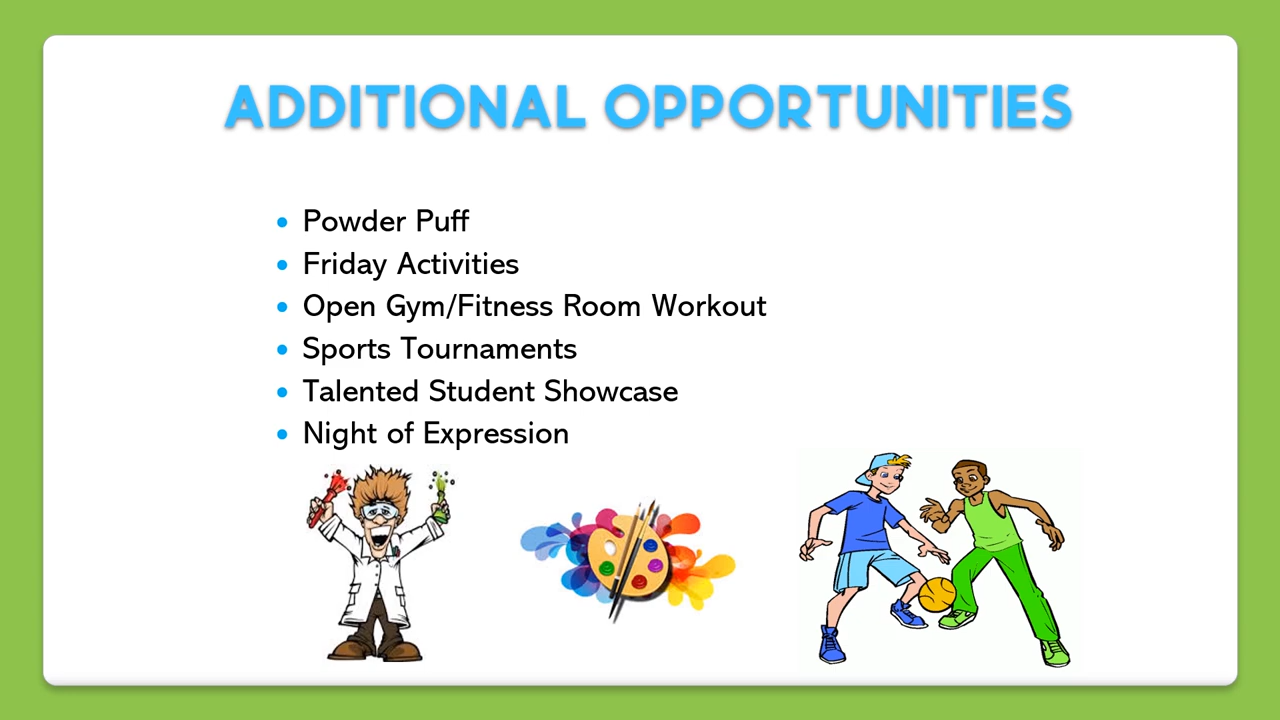 ADDITIONAL OPPORTUNITIES
Powder Puff
Friday Activities
Open Gym/Fitness Room Workout
Sports Tournaments
Talented Student Showcase
Night of Expression